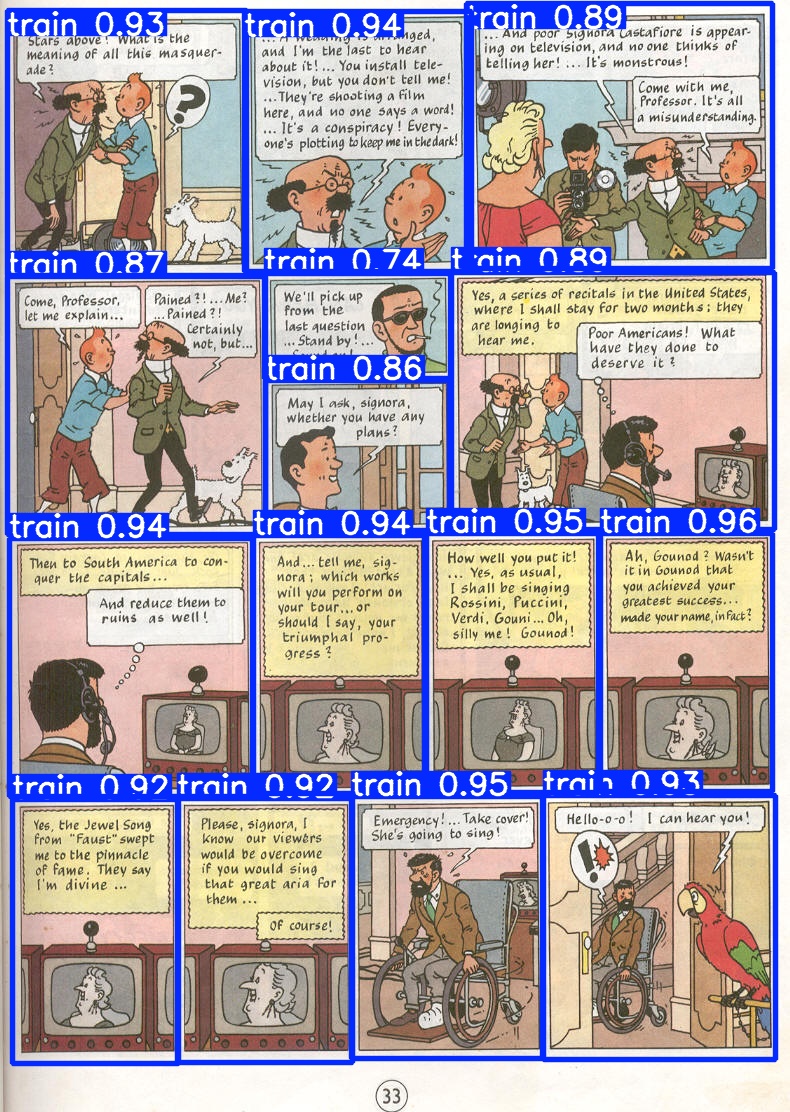 train 0.93
Stars above! What is the
meaning of all this masquer-
ade?
?
train 0.94
... A wedding is arranged,
and I'm the last to hear
about it! ... You install tele-
vision, but you don't tell me!
...They're shooting a film
here, and no one says a word!
... It's a conspiracy! Every-
one's plotting to keep me in the dark!
train 0.89
...And poor Signora Castafiore is appear-
ing on television, and no one thinks of
telling her! ... It's monstrous!
Come with me,
Professor. It's all
a misunderstanding.
train 0.87
Come, Professor,
let me explain...
Pained?!... Me?
...Pained?!
Certainly
not, but...
train 0.74
We'll pick up
from the
last question
...Stand by!...
train 0.86
May I ask, signora,
whether you have any
plans?
train 0.89
Yes, a series of recitals in the United States,
where I shall stay for two months; they
are longing to
hear me.
Poor Americans! What
have they done to
deserve it?
train 0.94
Then to South America to con-
quer the capitals...
And reduce them to
ruins as well!
train 0.94
And... tell me, sig-
nora; which works
will you perform on
your tour... or
should I say, your
triumphal pro-
gress?
train 0.95
How well you put it!
... Yes, as usual,
I shall be singing
Rossini, Puccini,
Verdi, Gouni... Oh,
silly me! Gounod!
train 0.96
Ah, Gounod? Wasn't
it in Gounod that
you achieved your
greatest success...
made your name, in fact?
train 0.92
Yes, the Jewel Song
from "Faust" swept
me to the pinnacle
of fame. They say
I'm divine ...
train 0.92
Please, signora, I
know our viewers
would be overcome
if you would sing
that great aria for
them ...
Of course!
train 0.95
Emergency!... Take cover!
She's going to sing!
train 0.93
Hello-o-o! I can hear you!
!
33